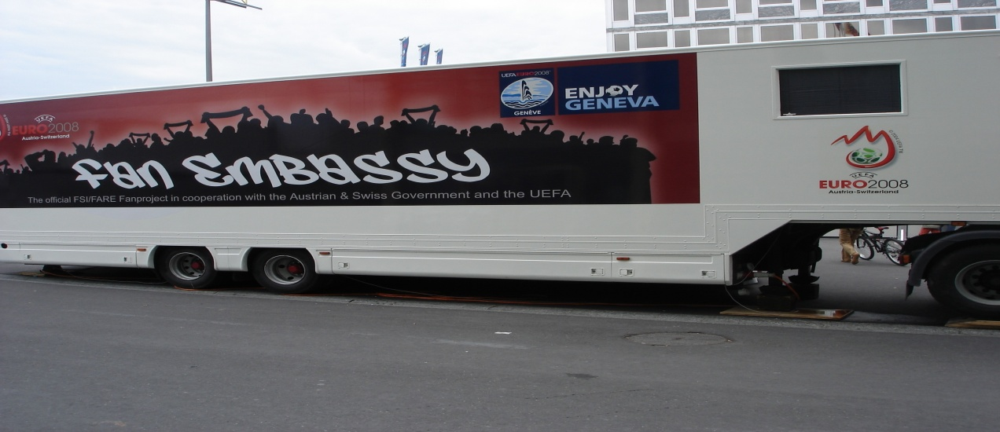 UEFA
EURO2008
Austria-Switzerland
UEFA EURO2008
GENÈVE
ENJOY
GENEVA
fan EMBASSY
The official FSI/FARE Fanproject in cooperation with the Austrian & Swiss Government and the UEFA
UEFA
EURO2008
Austria-Switzerland